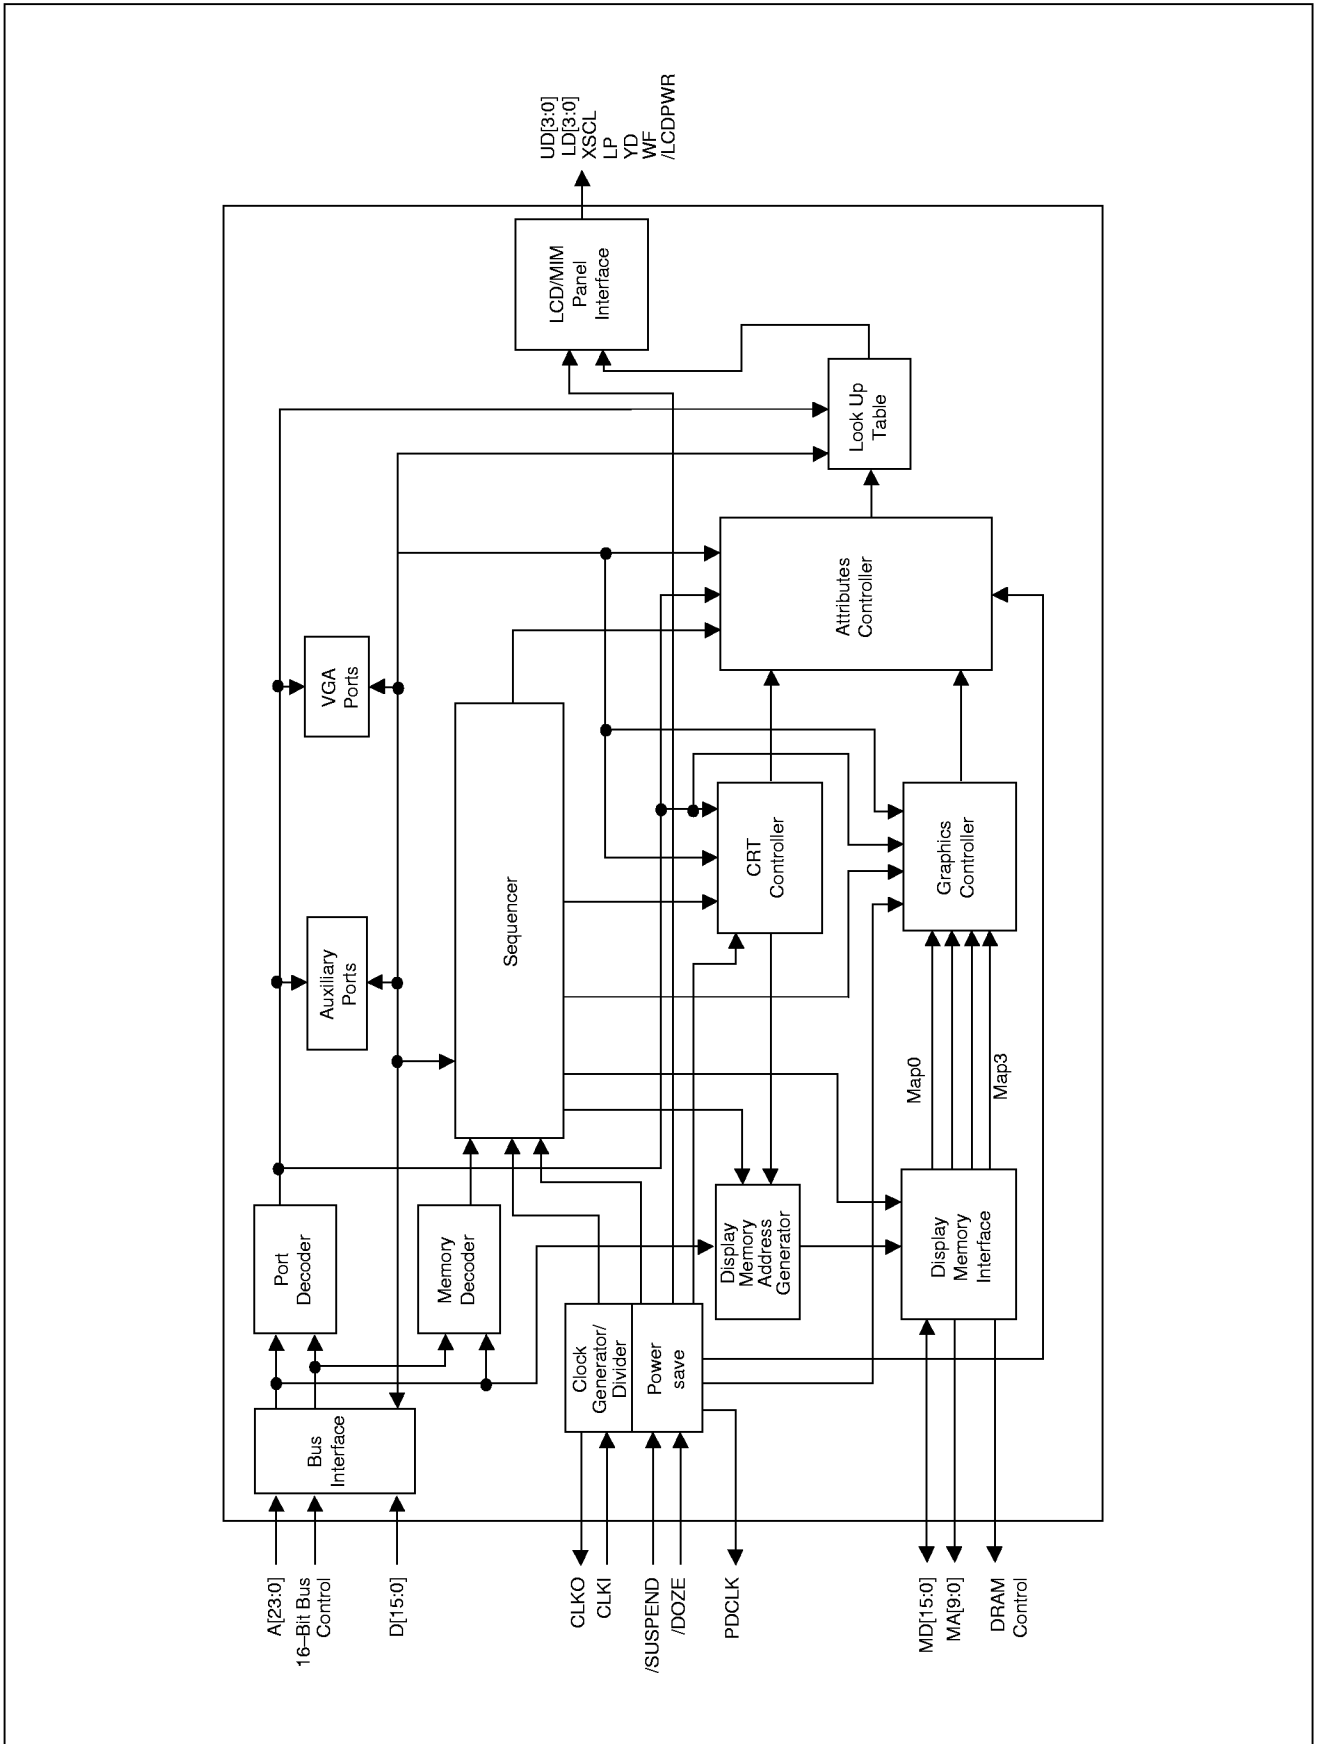 A[23:0]
16–Bit Bus
Control
D[15:0]
CLKO
CLKI
/SUSPEND
/DOZE
PDCLK
MD[15:0]
MA[9:0]
DRAM
Control
Bus
Interface
Port
Decoder
Memory
Decoder
Clock
Generator/
Divider
Power
save
Display
Memory
Address
Generator
Display
Memory
Interface
Map0
Map3
Auxiliary
Ports
VGA
Ports
Sequencer
CRT
Controller
Graphics
Controller
Attributes
Controller
Look Up
Table
LCD/MIM
Panel
Interface
UD[3:0]
LD[3:0]
XSCL
LP
YD
WF
/LCDPWR